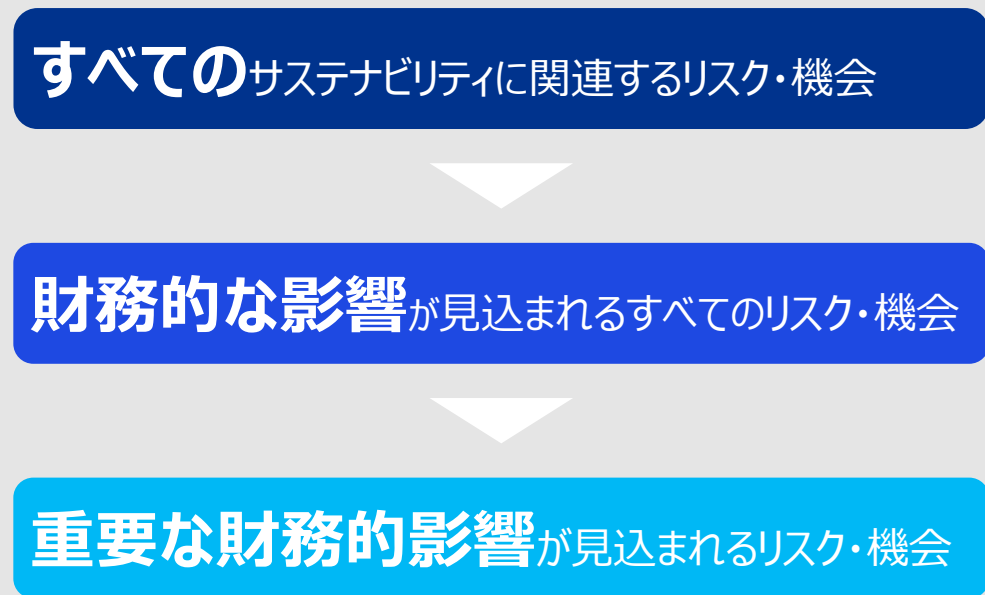 すべてのサステナビリティに関連するリスク・機会
財務的な影響が見込まれるすべてのリスク・機会
重要な財務的影響が見込まれるリスク・機会